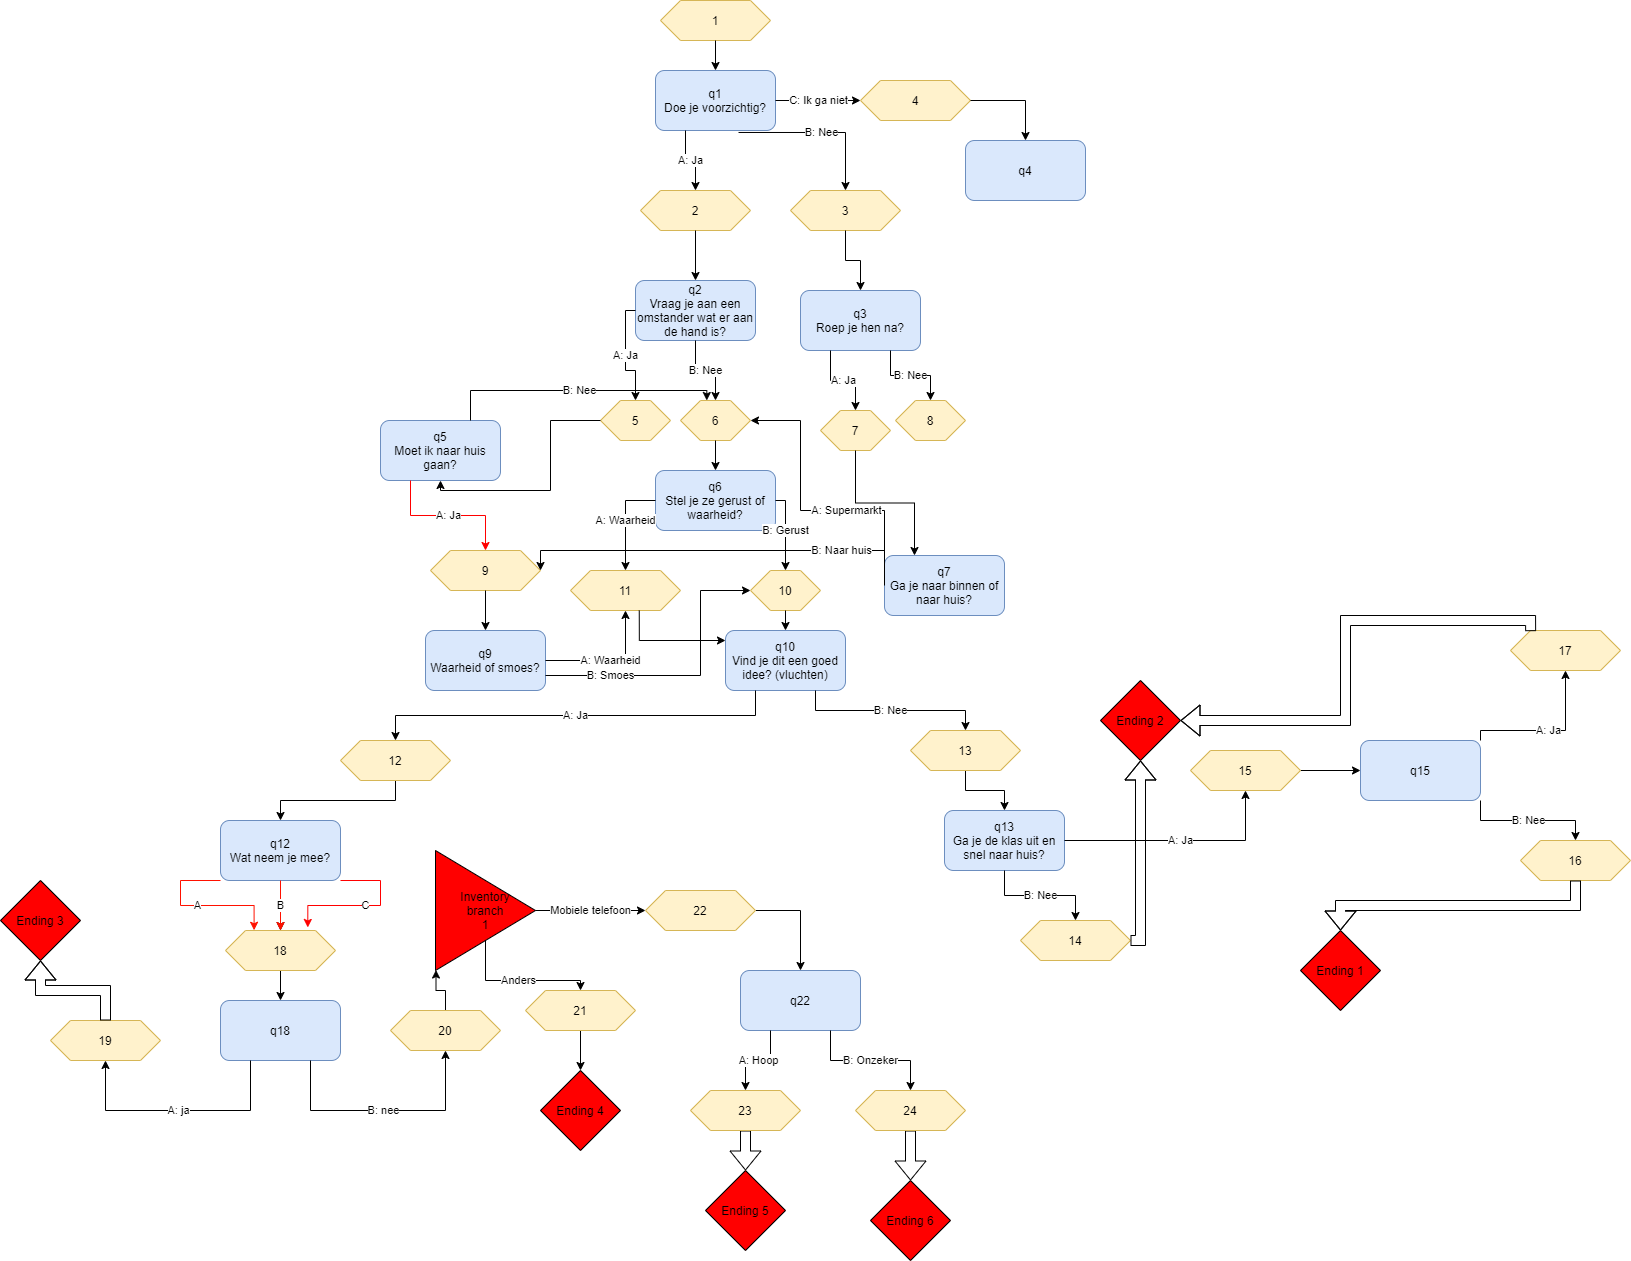 1
q1
Doe je voorzichtig?
C: Ik ga niet
4
B: Nee
A: Ja
q4
2
3
q2
Vraag je aan een
omstander wat er aan
de hand is?
q3
Roep je hen na?
A: Ja
B: Nee
A: Ja
B: Nee
B: Nee
5
6
7
8
q5
Moet ik naar huis
gaan?
q6
Stel je ze gerust of
waarheid?
A: Supermarkt
A: Ja
A: Waarheid
B: Gerust
B: Naar huis
9
11
10
q7
Ga je naar binnen of
naar huis?
q9
Waarheid of smoes?
A: Waarheid
B: Smoes
q10
Vind je dit een goed
idee? (vluchten)
17
A: Ja
B: Nee
Ending 2
A: Ja
12
13
15
q15
q12
Wat neem je mee?
q13
Ga je de klas uit en
snel naar huis?
A: Ja
B: Nee
16
A
B
C
Inventory
branch
1
Mobiele telefoon
22
B: Nee
Ending 3
18
14
Ending 1
Anders
q18
20
21
q22
19
A: Hoop
B: Onzeker
A: ja
B: nee
Ending 4
23
24
Ending 5
Ending 6